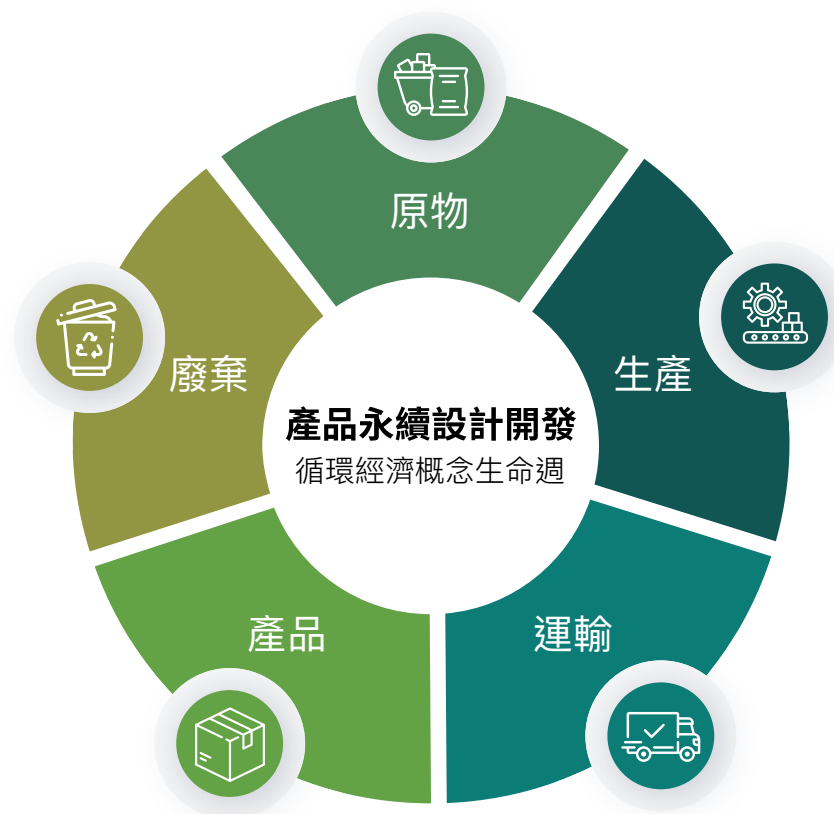 原物
廢棄
生產
產品永續設計開發
循環經濟概念生命週
產品
運輸